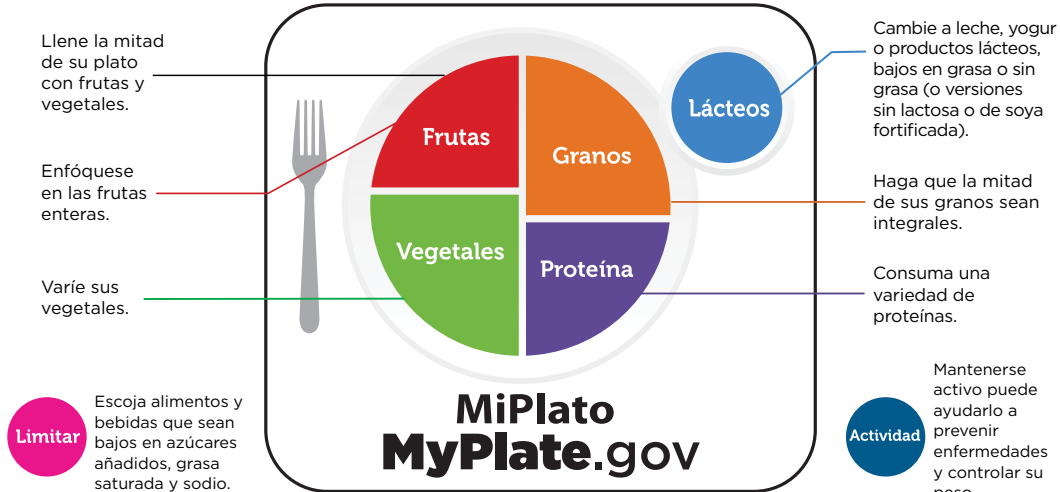 Llene la mitad
de su plato
con frutas y
vegetales.
Enfóquese
en las frutas
enteras.
Varíe sus
vegetales.
Limitar
Escoja alimentos y
bebidas que sean
bajos en azúcares
añadidos, grasa
saturada y sodio.
Frutas
Granos
Vegetales
Proteína
Lácteos
MiPlato
MyPlate.gov
Cambie a leche, yogur
o productos lácteos,
bajos en grasa o sin
grasa (o versiones
sin lactosa o de soya
fortificada).
Haga que la mitad
de sus granos sean
integrales.
Consuma una
variedad de
proteínas.
Actividad
Mantenerse
activo puede
ayudarlo a
prevenir
enfermedades
y controlar su